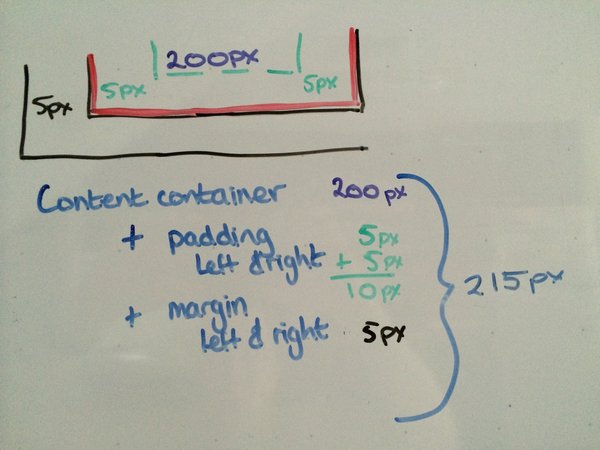 200px
5px 5px
5px
Content container 200px
+ padding 5px
left & right + 5px
10px
+ margin
left & right 5px
215px